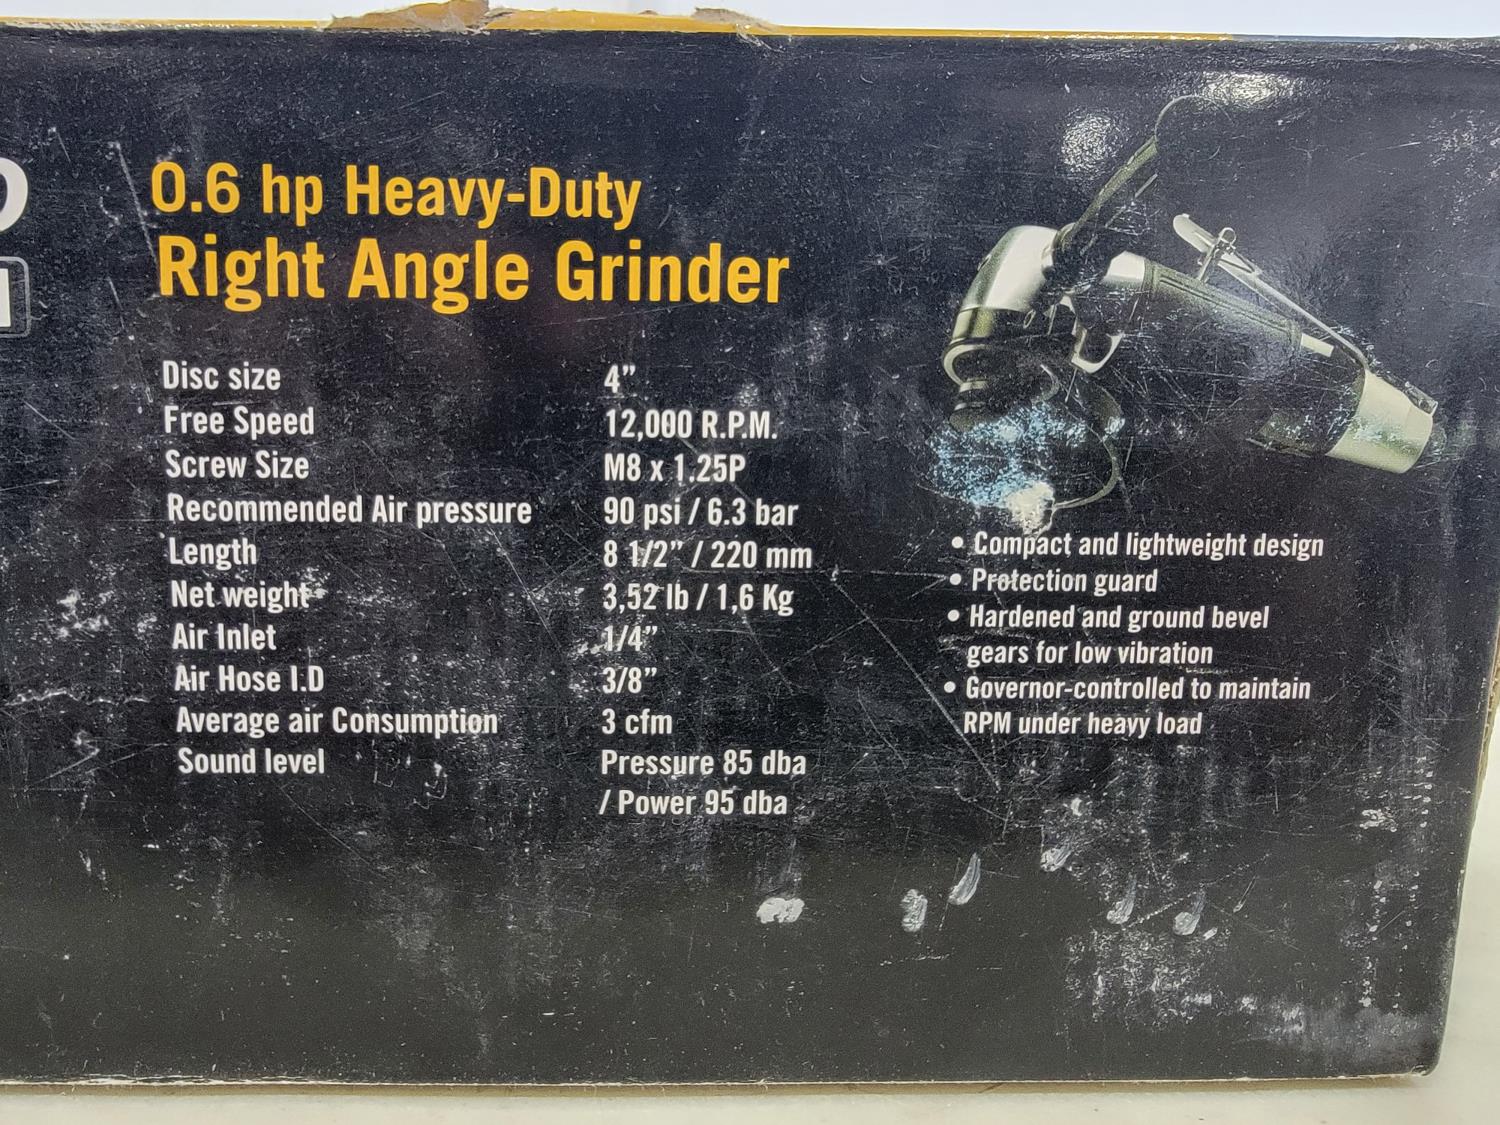 0.6 hp Heavy-Duty
Right Angle Grinder
Disc size 4”
Free Speed 12,000 R.P.M.
Screw Size M8 x 1.25P
Recommended Air pressure 90 psi / 6.3 bar
Length 8 1/2” / 220 mm
Net weight 3,52 lb / 1,6 Kg
Air Inlet 1/4”
Air Hose I.D 3/8”
Average air Consumption 3 cfm
Sound level Pressure 85 dba
/ Power 95 dba
• Compact and lightweight design
• Protection guard
• Hardened and ground bevel
gears for low vibration
• Governor-controlled to maintain
RPM under heavy load